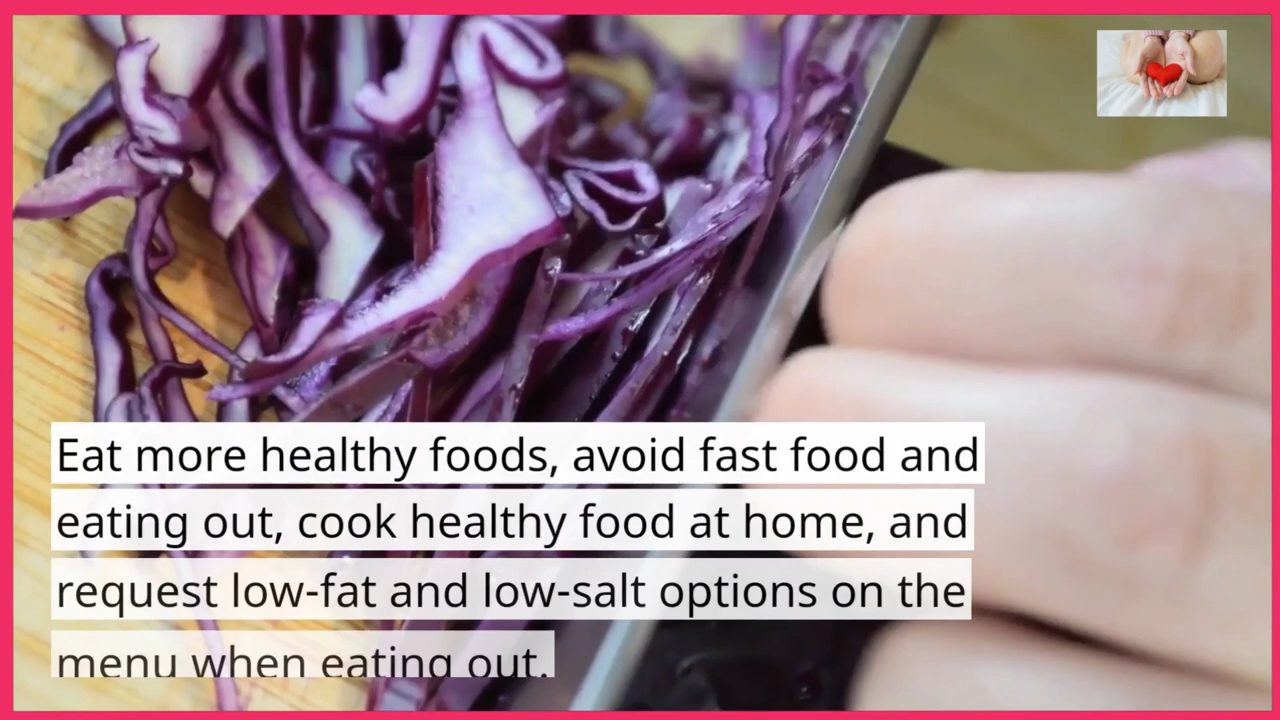 Eat more healthy foods, avoid fast food and
eating out, cook healthy food at home, and
request low-fat and low-salt options on the
menu when eating out.